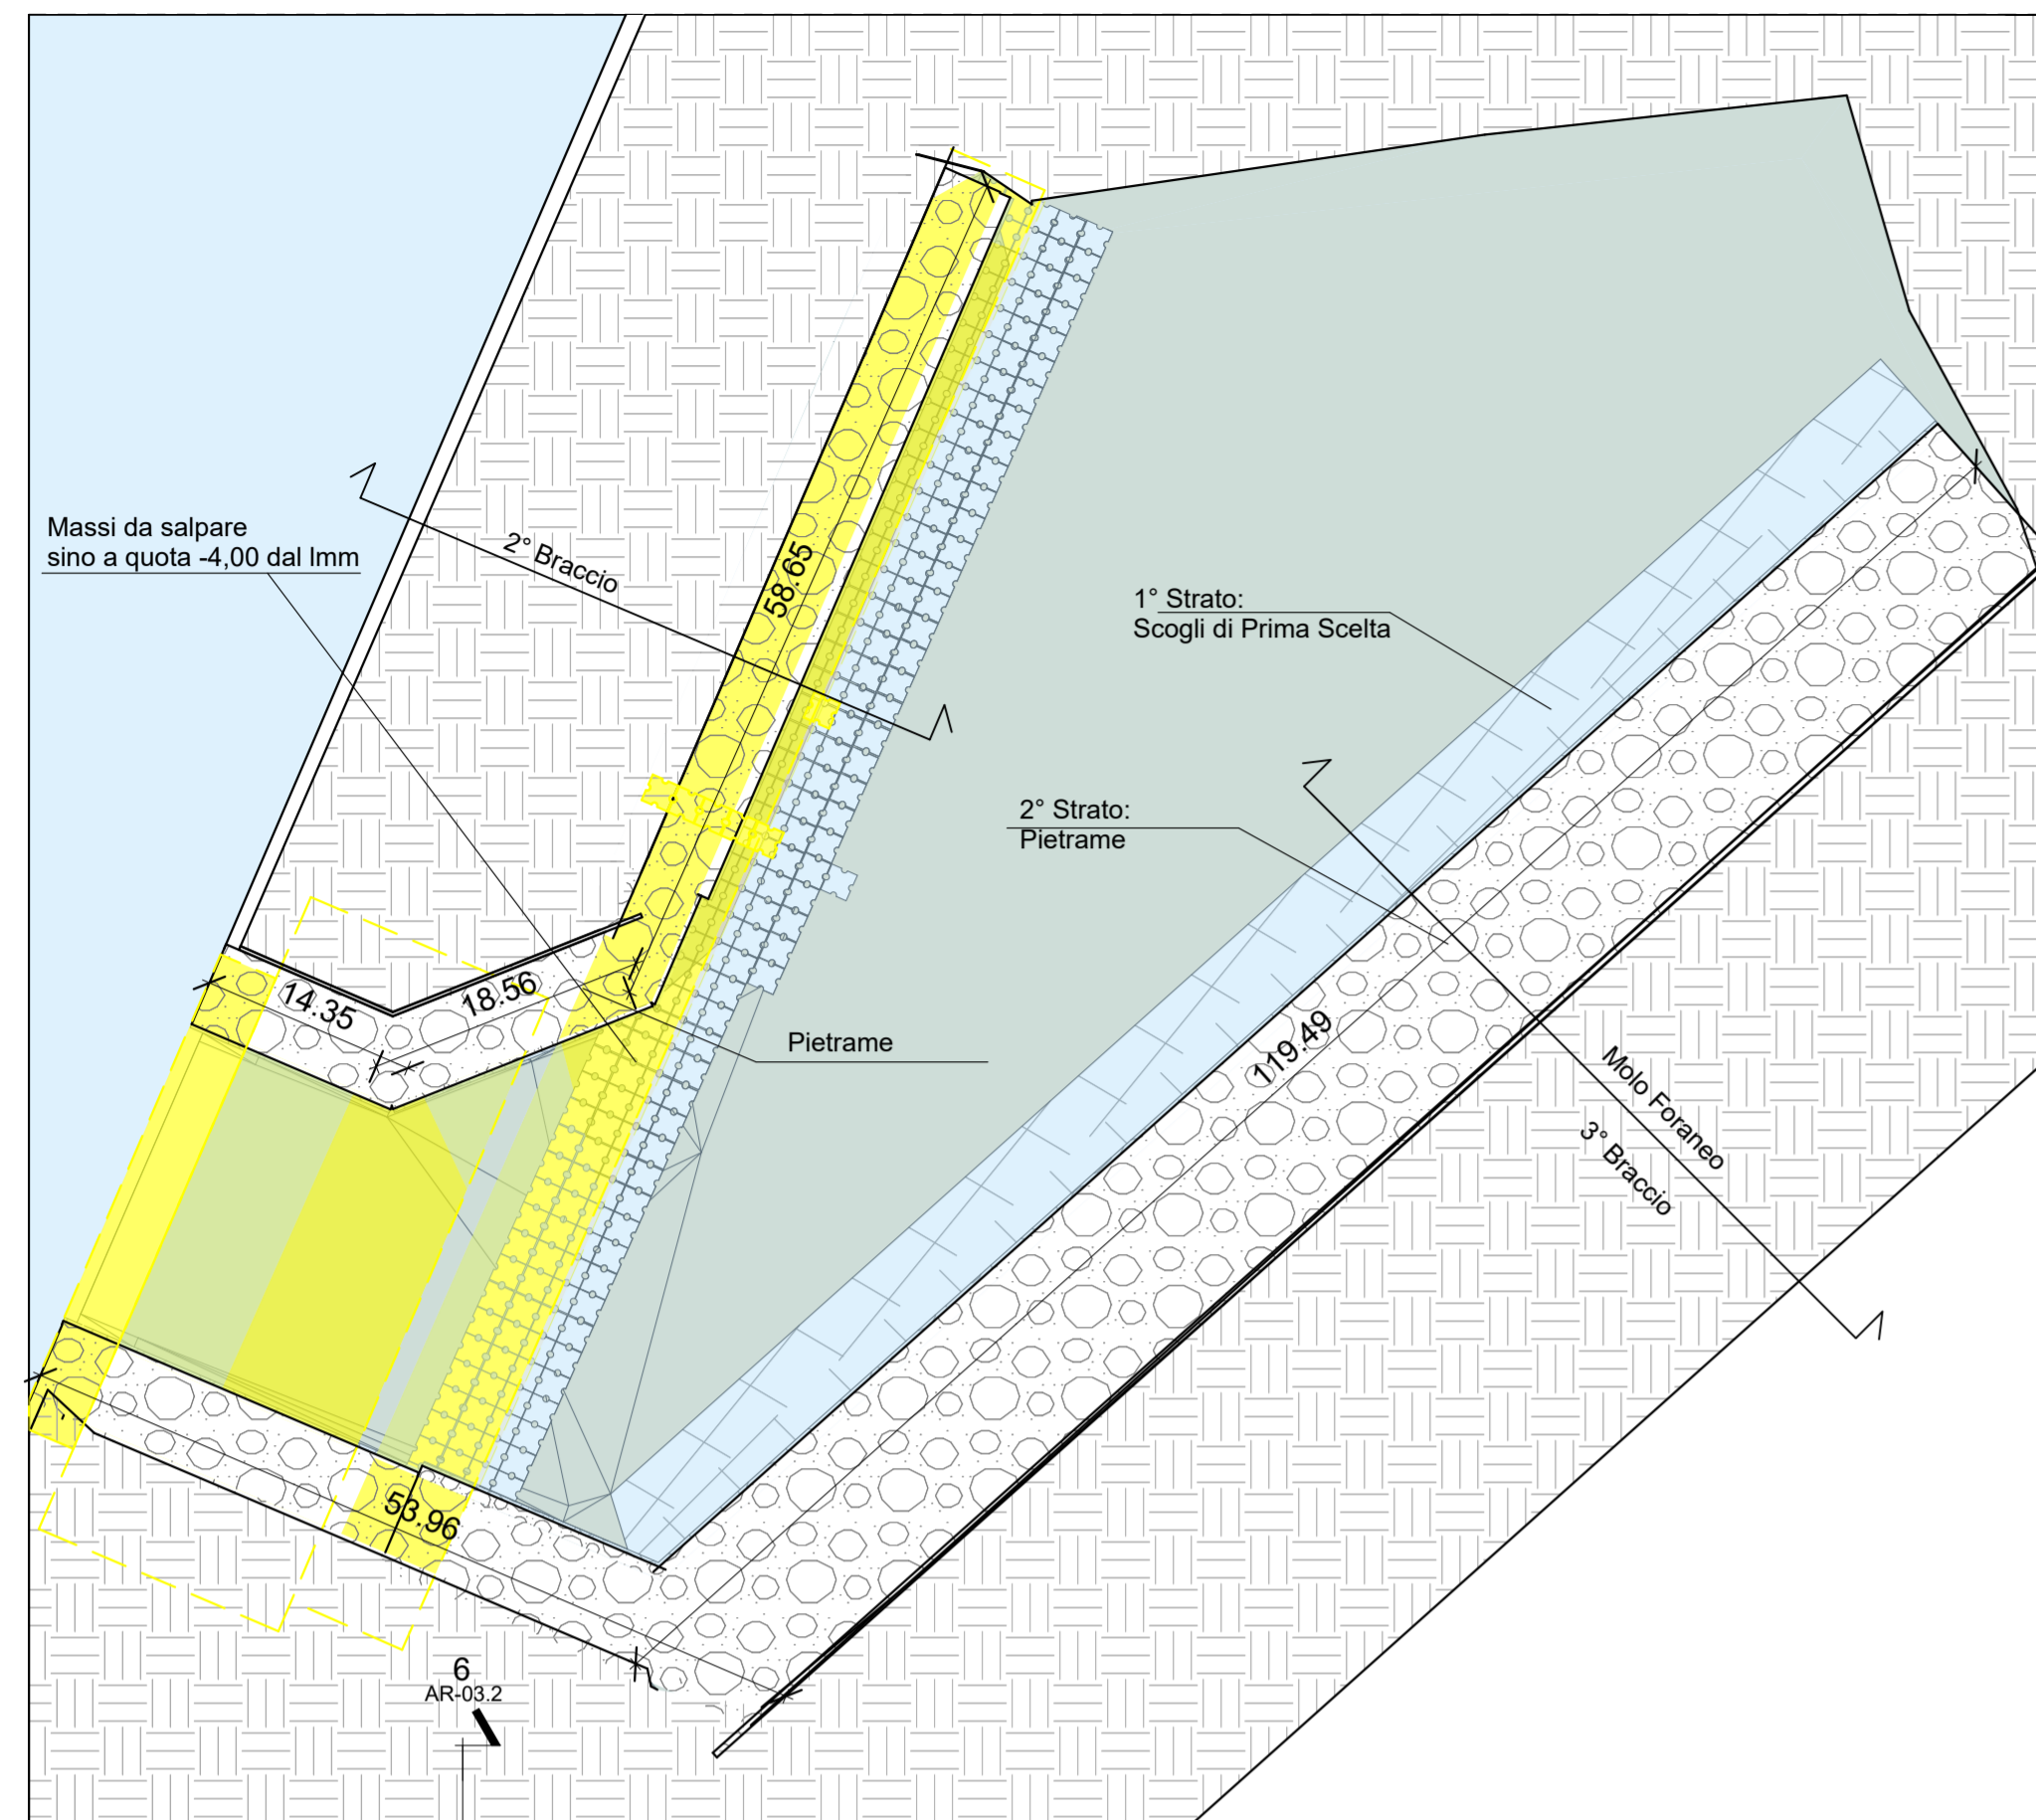 Massi da salpare
sino a quota -4,00 dal lmm
2° Braccio
58.65
1° Strato:
Scogli di Prima Scelta
2° Strato:
Pietrame
14.35
18.56
Pietrame
119.49
Molo Foraneo
3° Braccio
53.96
6
AR-03.2